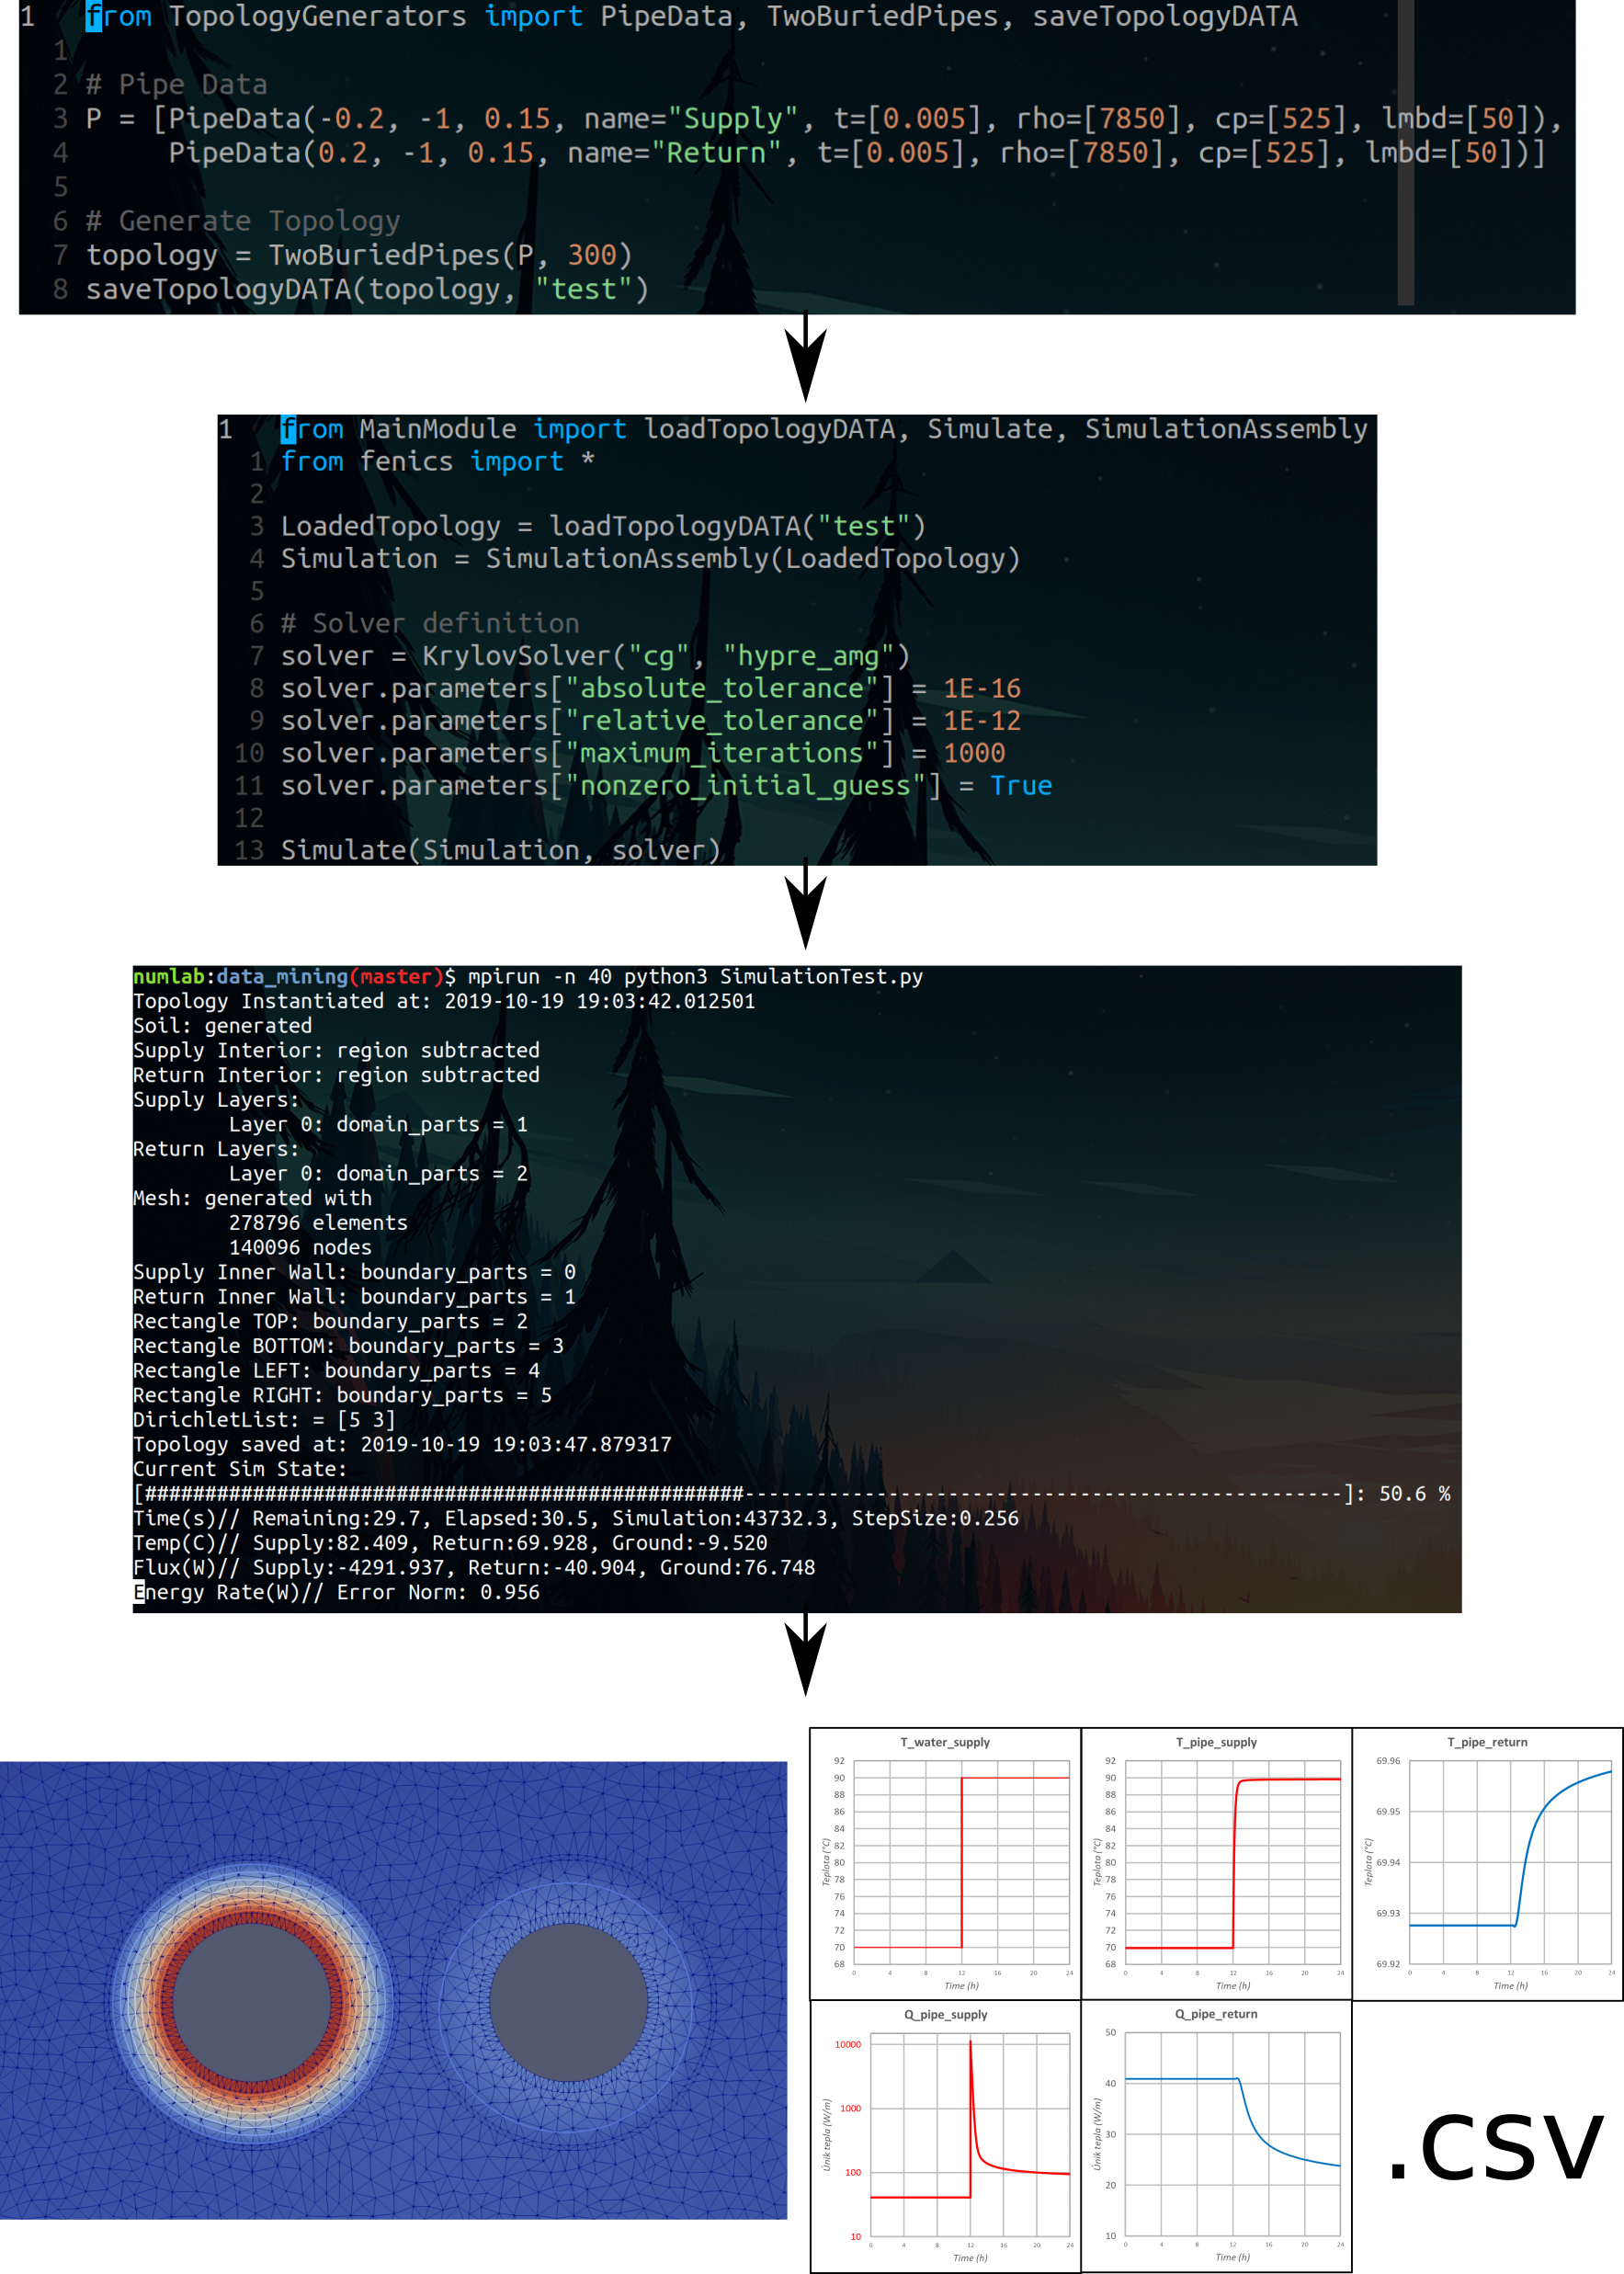 1 from TopologyGenerators import PipeData, TwoBuriedPipes, saveTopologyDATA
1
2 # Pipe Data
3 P = [PipeData(-0.2, -1, 0.15, name="Supply", t=[0.005], rho=[7850], cp=[525], lmbd=[50]),
4 PipeData(0.2, -1, 0.15, name="Return", t=[0.005], rho=[7850], cp=[525], lmbd=[50])]
5
6 # Generate Topology
7 topology = TwoBuriedPipes(P, 300)
8 saveTopologyDATA(topology, "test")
1 from MainModule import loadTopologyDATA, Simulate, SimulationAssembly
1 from fenics import *
2
3 LoadedTopology = loadTopologyDATA("test")
4 Simulation = SimulationAssembly(LoadedTopology)
5
6 # Solver definition
7 solver = KrylovSolver("cg", "hypre_amg")
8 solver.parameters["absolute_tolerance"] = 1E-16
9 solver.parameters["relative_tolerance"] = 1E-12
10 solver.parameters["maximum_iterations"] = 1000
11 solver.parameters["nonzero_initial_guess"] = True
12
13 Simulate(Simulation, solver)
numlab:data_mining(master)$ mpirun -n 40 python3 SimulationTest.py
Topology Instantiated at: 2019-10-19 19:03:42.012501
Soil: generated
Supply Interior: region subtracted
Return Interior: region subtracted
Supply Layers:
Layer 0: domain_parts = 1
Return Layers:
Layer 0: domain_parts = 2
Mesh: generated with
278796 elements
140096 nodes
Supply Inner Wall: boundary_parts = 0
Return Inner Wall: boundary_parts = 1
Rectangle TOP: boundary_parts = 2
Rectangle BOTTOM: boundary_parts = 3
Rectangle LEFT: boundary_parts = 4
Rectangle RIGHT: boundary_parts = 5
DirichletList: = [5 3]
Topology saved at: 2019-10-19 19:03:47.879317
Current Sim State:
[##################################################--------------------------------------------------]: 50.6 %
Time(s)// Remaining:29.7, Elapsed:30.5, Simulation:43732.3, StepSize:0.256
Temp(C)// Supply:82.409, Return:69.928, Ground:-9.520
Flux(W)// Supply:-4291.937, Return:-40.904, Ground:76.748
Energy Rate(W)// Error Norm: 0.956
T_water_supply
92
90
88
86
84
82
80
78
76
74
72
70
68
Teplota (°C)
0 4 8 12 16 20 24
Time (h)
T_pipe_supply
92
90
88
86
84
82
80
78
76
74
72
70
68
Teplota (°C)
0 4 8 12 16 20 24
Time (h)
T_pipe_return
69.96
69.95
69.94
69.93
69.92
Teplota (°C)
0 4 8 12 16 20 24
Time (h)
Q_pipe_supply
10000
1000
100
10
Únik tepla (W/m)
0 4 8 12 16 20 24
Time (h)
Q_pipe_return
50
40
30
20
10
Únik tepla (W/m)
0 4 8 12 16 20 24
Time (h)
.csv